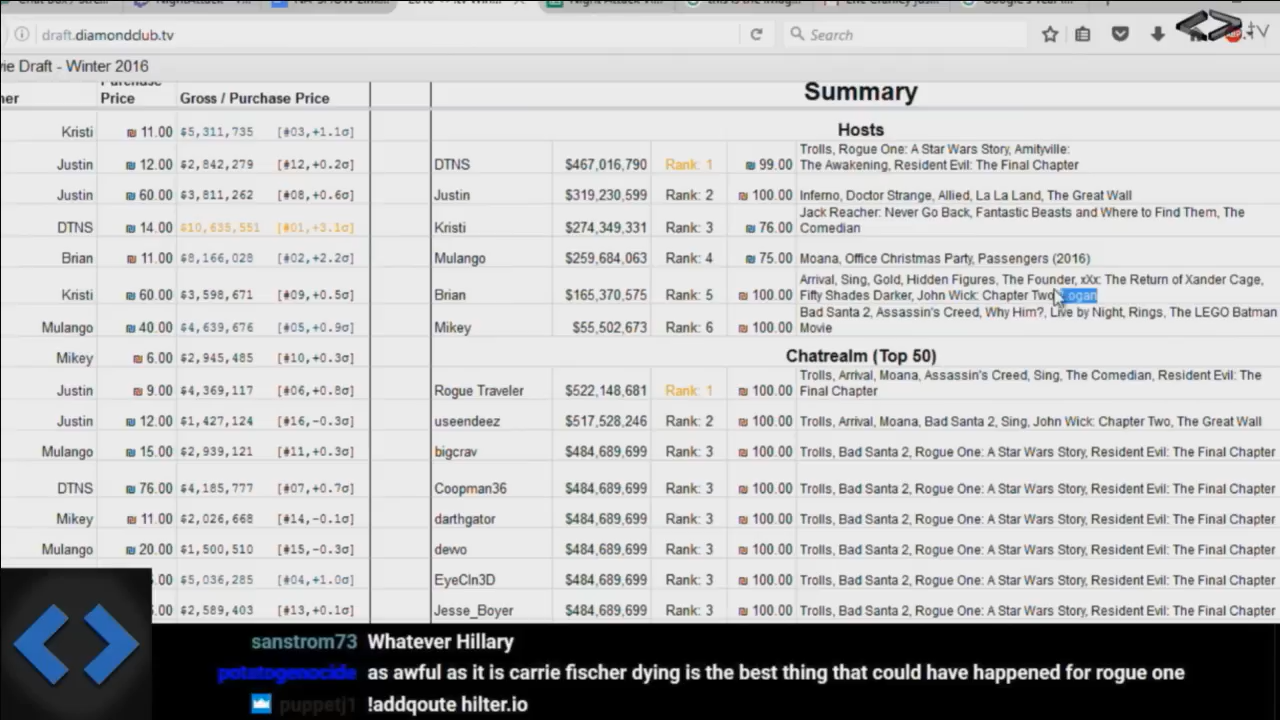 draft.diamondclub.tv
Search
.TV
vie Draft - Winter 2016
ner Purchase Price Gross / Purchase Price
Summary
Hosts
Kristi ₪ 11.00 $5,311,735 [#03,+1.1σ]
Justin ₪ 12.00 $2,842,279 [#12,+0.2σ]
Justin ₪ 60.00 $3,811,262 [#08,+0.6σ]
DTNS ₪ 14.00 $10,635,551 [#01,+3.1σ]
Brian ₪ 11.00 $8,166,028 [#02,+2.2σ]
Kristi ₪ 60.00 $3,598,671 [#09,+0.5σ]
Mulango ₪ 40.00 $4,639,676 [#05,+0.9σ]
Mikey ₪ 6.00 $2,945,485 [#10,+0.3σ]
Justin ₪ 9.00 $4,369,117 [#06,+0.8σ]
Justin ₪ 12.00 $1,427,124 [#16,-0.3σ]
Mulango ₪ 15.00 $2,939,121 [#11,+0.3σ]
DTNS ₪ 76.00 $4,185,777 [#07,+0.7σ]
Mikey ₪ 11.00 $2,026,668 [#14,-0.1σ]
Mulango ₪ 20.00 $1,500,510 [#15,-0.3σ]
.00 $5,036,285 [#04,+1.0σ]
.00 $2,589,403 [#13,+0.1σ]
DTNS $467,016,790 Rank: 1 ₪ 99.00 Trolls, Rogue One: A Star Wars Story, Amityville:
The Awakening, Resident Evil: The Final Chapter
Justin $319,230,599 Rank: 2 ₪ 100.00 Inferno, Doctor Strange, Allied, La La Land, The Great Wall
Kristi $274,349,331 Rank: 3 ₪ 76.00 Jack Reacher: Never Go Back, Fantastic Beasts and Where to Find Them, The
Comedian
Mulango $259,684,063 Rank: 4 ₪ 75.00 Moana, Office Christmas Party, Passengers (2016)
Brian $165,370,575 Rank: 5 ₪ 100.00 Arrival, Sing, Gold, Hidden Figures, The Founder, xXx: The Return of Xander Cage,
Fifty Shades Darker, John Wick: Chapter Two, Logan
Mikey $55,502,673 Rank: 6 ₪ 100.00 Bad Santa 2, Assassin's Creed, Why Him?, Live by Night, Rings, The LEGO Batman
Movie
Chatrealm (Top 50)
Rogue Traveler $522,148,681 Rank: 1 ₪ 100.00 Trolls, Arrival, Moana, Assassin's Creed, Sing, The Comedian, Resident Evil: The
Final Chapter
useendeez $517,528,246 Rank: 2 ₪ 100.00 Trolls, Arrival, Moana, Bad Santa 2, Sing, John Wick: Chapter Two, The Great Wall
bigcrav $484,689,699 Rank: 3 ₪ 100.00 Trolls, Bad Santa 2, Rogue One: A Star Wars Story, Resident Evil: The Final Chapter
Coopman36 $484,689,699 Rank: 3 ₪ 100.00 Trolls, Bad Santa 2, Rogue One: A Star Wars Story, Resident Evil: The Final Chapter
darthgator $484,689,699 Rank: 3 ₪ 100.00 Trolls, Bad Santa 2, Rogue One: A Star Wars Story, Resident Evil: The Final Chapter
devvo $484,689,699 Rank: 3 ₪ 100.00 Trolls, Bad Santa 2, Rogue One: A Star Wars Story, Resident Evil: The Final Chapter
EyeCln3D $484,689,699 Rank: 3 ₪ 100.00 Trolls, Bad Santa 2, Rogue One: A Star Wars Story, Resident Evil: The Final Chapter
Jesse_Boyer $484,689,699 Rank: 3 ₪ 100.00 Trolls, Bad Santa 2, Rogue One: A Star Wars Story, Resident Evil: The Final Chapter
sanstrom73 Whatever Hillary
potatogenocide as awful as it is carrie fischer dying is the best thing that could have happened for rogue one
puppetj1 !addqoute hilter.io